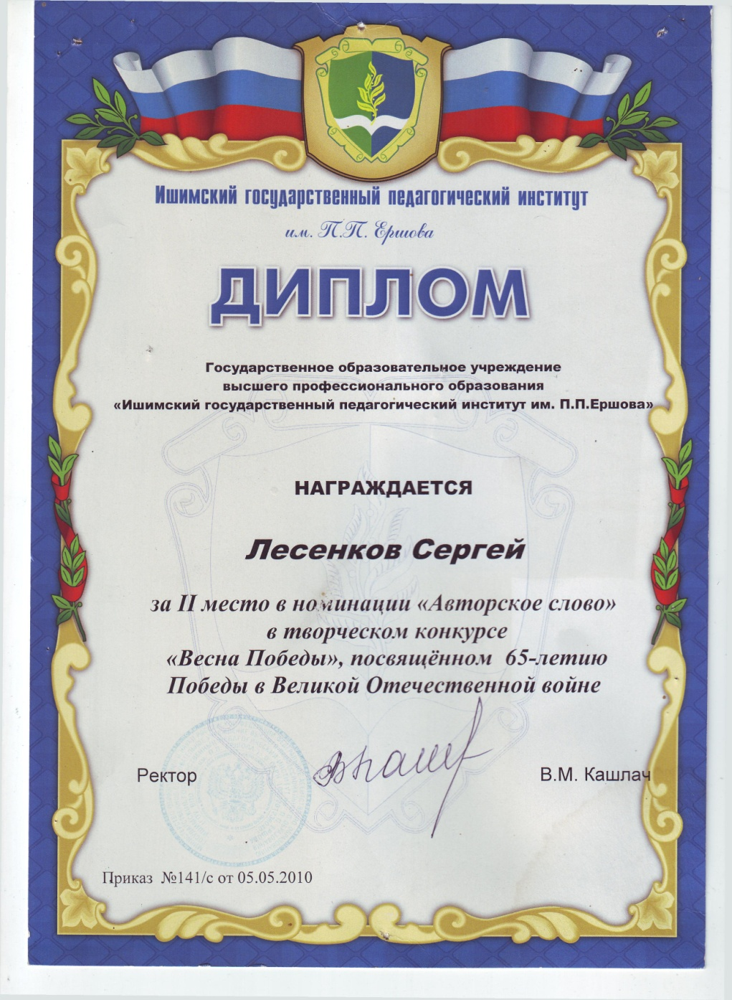 Ишимский государственный педагогический институт
им. П.П. Ершова
ДИПЛОМ
Государственное образовательное учреждение
высшего профессионального образования
«Ишимский государственный педагогический институт им. П.П.Ершова»
НАГРАЖДАЕТСЯ
Лесенков Сергей
за II место в номинации «Авторское слово»
в творческом конкурсе
«Весна Победы», посвящённом 65-летию
Победы в Великой Отечественной войне
Ректор В.М. Кашлач
Приказ №141/с от 05.05.2010